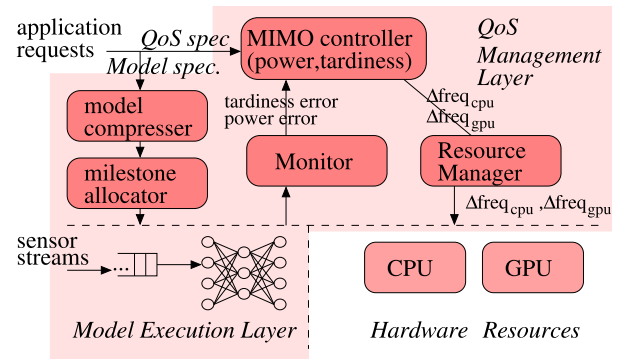 application
requests
QoS spec
Model spec.
MIMO controller
(power,tardiness)
QoS
Management
Layer
model
compresser
tardiness error
power error
Δfreqcpu
Δfreqgpu
milestone
allocator
Monitor
Resource
Manager
Δfreqcpu ,Δfreqgpu
sensor
streams
...
CPU
GPU
Model Execution Layer
Hardware Resources